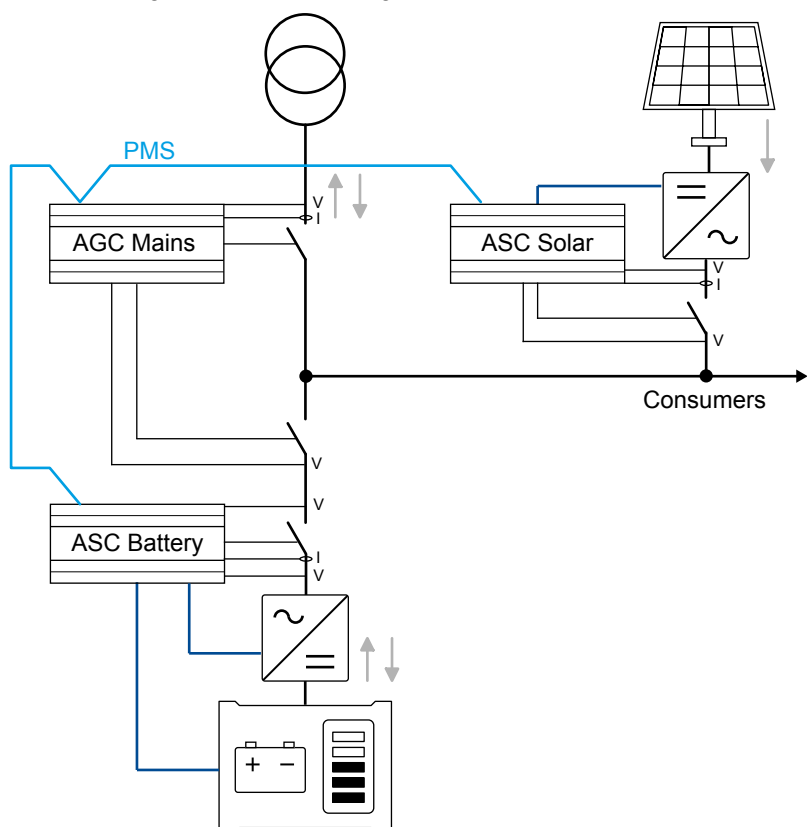 PMS
V
I
AGC Mains
ASC Solar
V
I
V
Consumers
V
V
ASC Battery
I
V
+ −